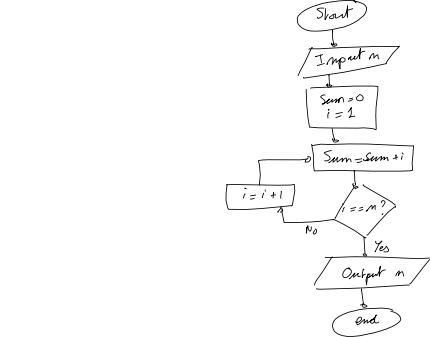 Start
Input n
Sum=0
i=1
Sum=Sum+i
i=i+1
i==n?
No
Yes
Output n
end